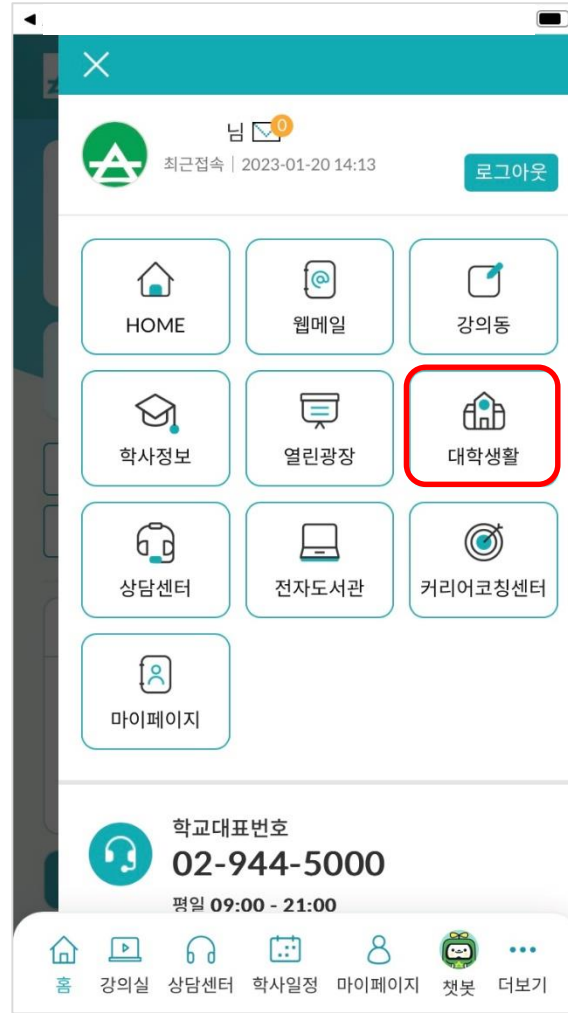 님 0
최근접속 | 2023-01-20 14:13
로그아웃
HOME
웹메일
강의동
학사정보
열린광장
대학생활
상담센터
전자도서관
커리어코칭센터
마이페이지
학교대표번호
02-944-5000
평일 09:00 - 21:00
홈
강의실
상담센터
학사일정
마이페이지
챗봇
더보기